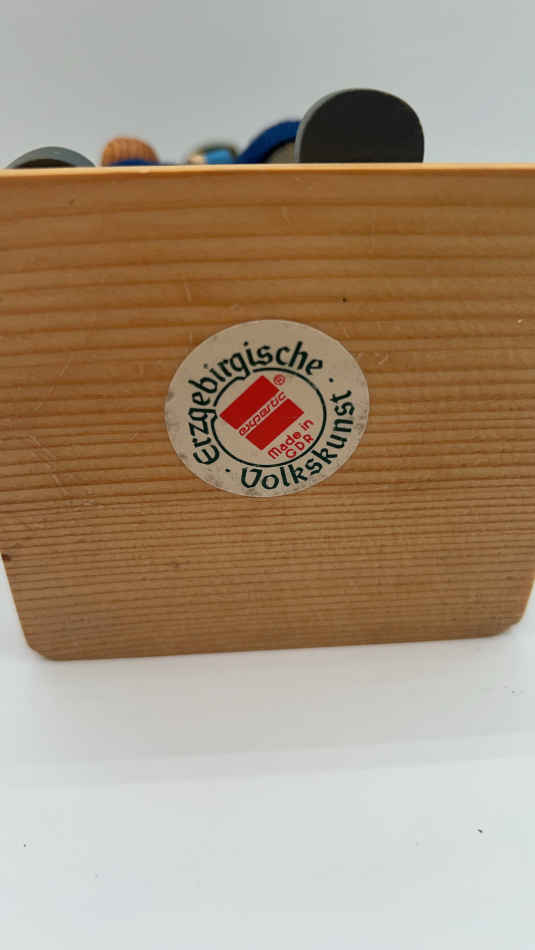 Erzgebirgische
· Volkskunst ·
expertic ®
Made in
GDR